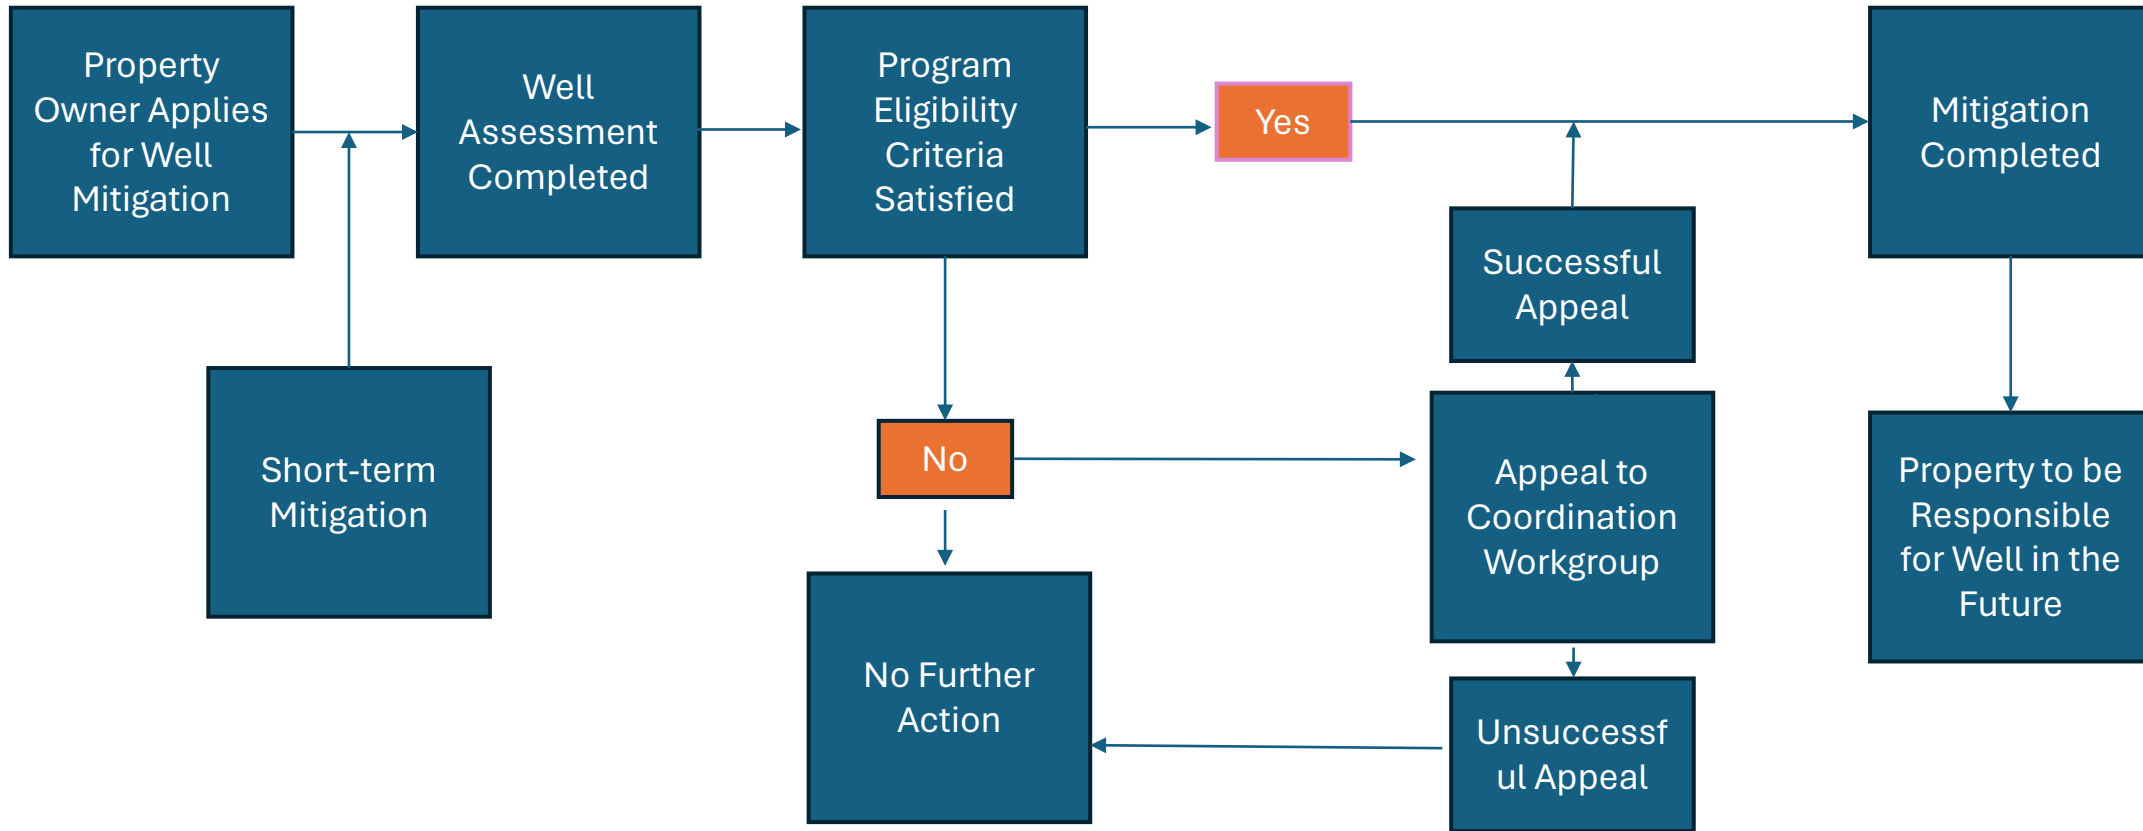 Property
Owner Applies
for Well
Mitigation
Well
Assessment
Completed
Program
Eligibility
Criteria
Satisfied
Yes
Mitigation
Completed
Successful
Appeal
Short-term
Mitigation
No
Appeal to
Coordination
Workgroup
Property to be
Responsible
for Well in the
Future
No Further
Action
Unsuccessf
ul Appeal